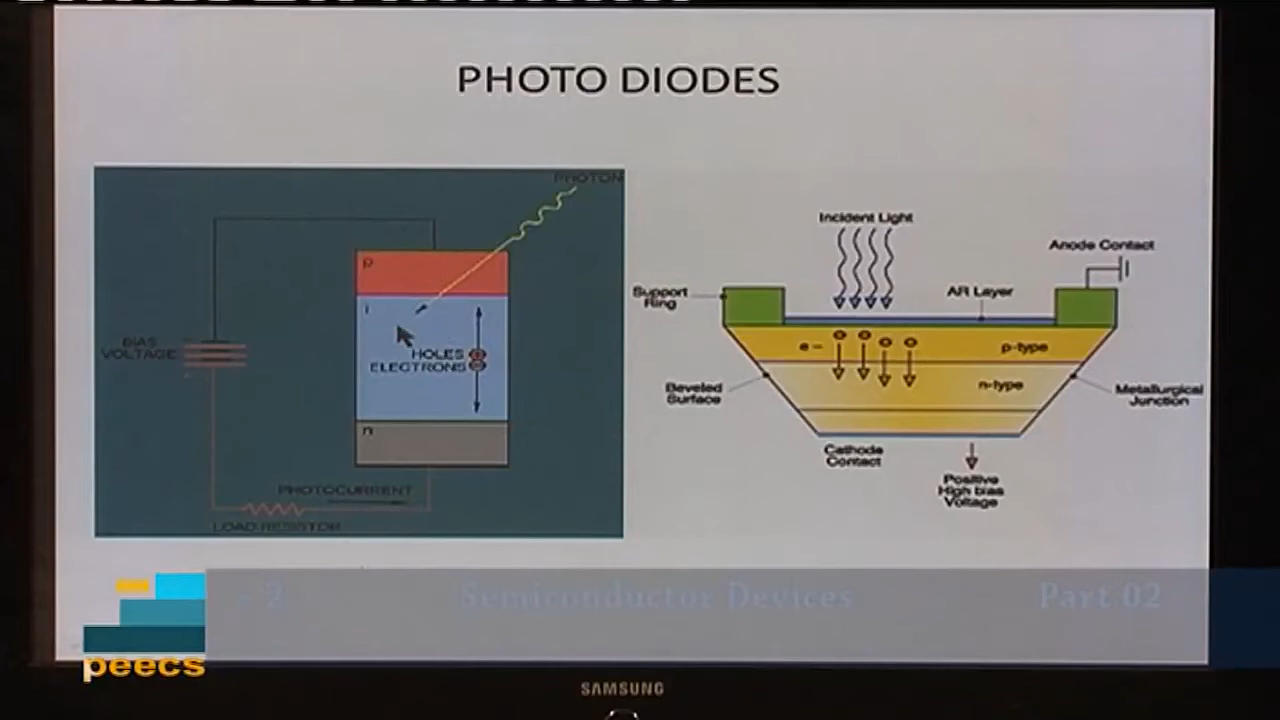 PHOTO DIODES
PHOTON
p
i
BIAS
VOLTAGE
HOLES
ELECTRONS
n
PHOTOCURRENT
LOAD RESISTOR
Incident Light
Anode Contact
Support
Ring
AR Layer
e –
p-type
n-type
Beveled
Surface
Metallurgical
Junction
Cathode
Contact
Positive
High bias
Voltage
- 2
Semiconductor Devices
Part 02
peecs
SAMSUNG